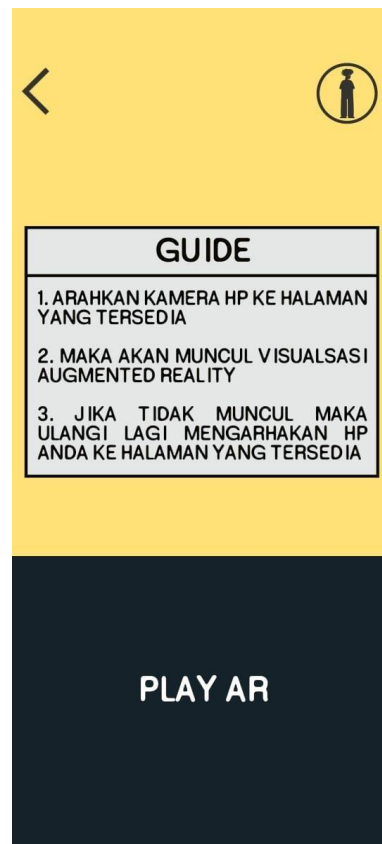 GUIDE
1. ARAHKAN KAMERA HP KE HALAMAN
YANG TERSEDIA
2. MAKA AKAN MUNCUL VISUALSASI
AUGMENTED REALITY
3. JIKA TIDAK MUNCUL MAKA
ULANGI LAGI MENGARHAKAN HP
ANDA KE HALAMAN YANG TERSEDIA
PLAY AR